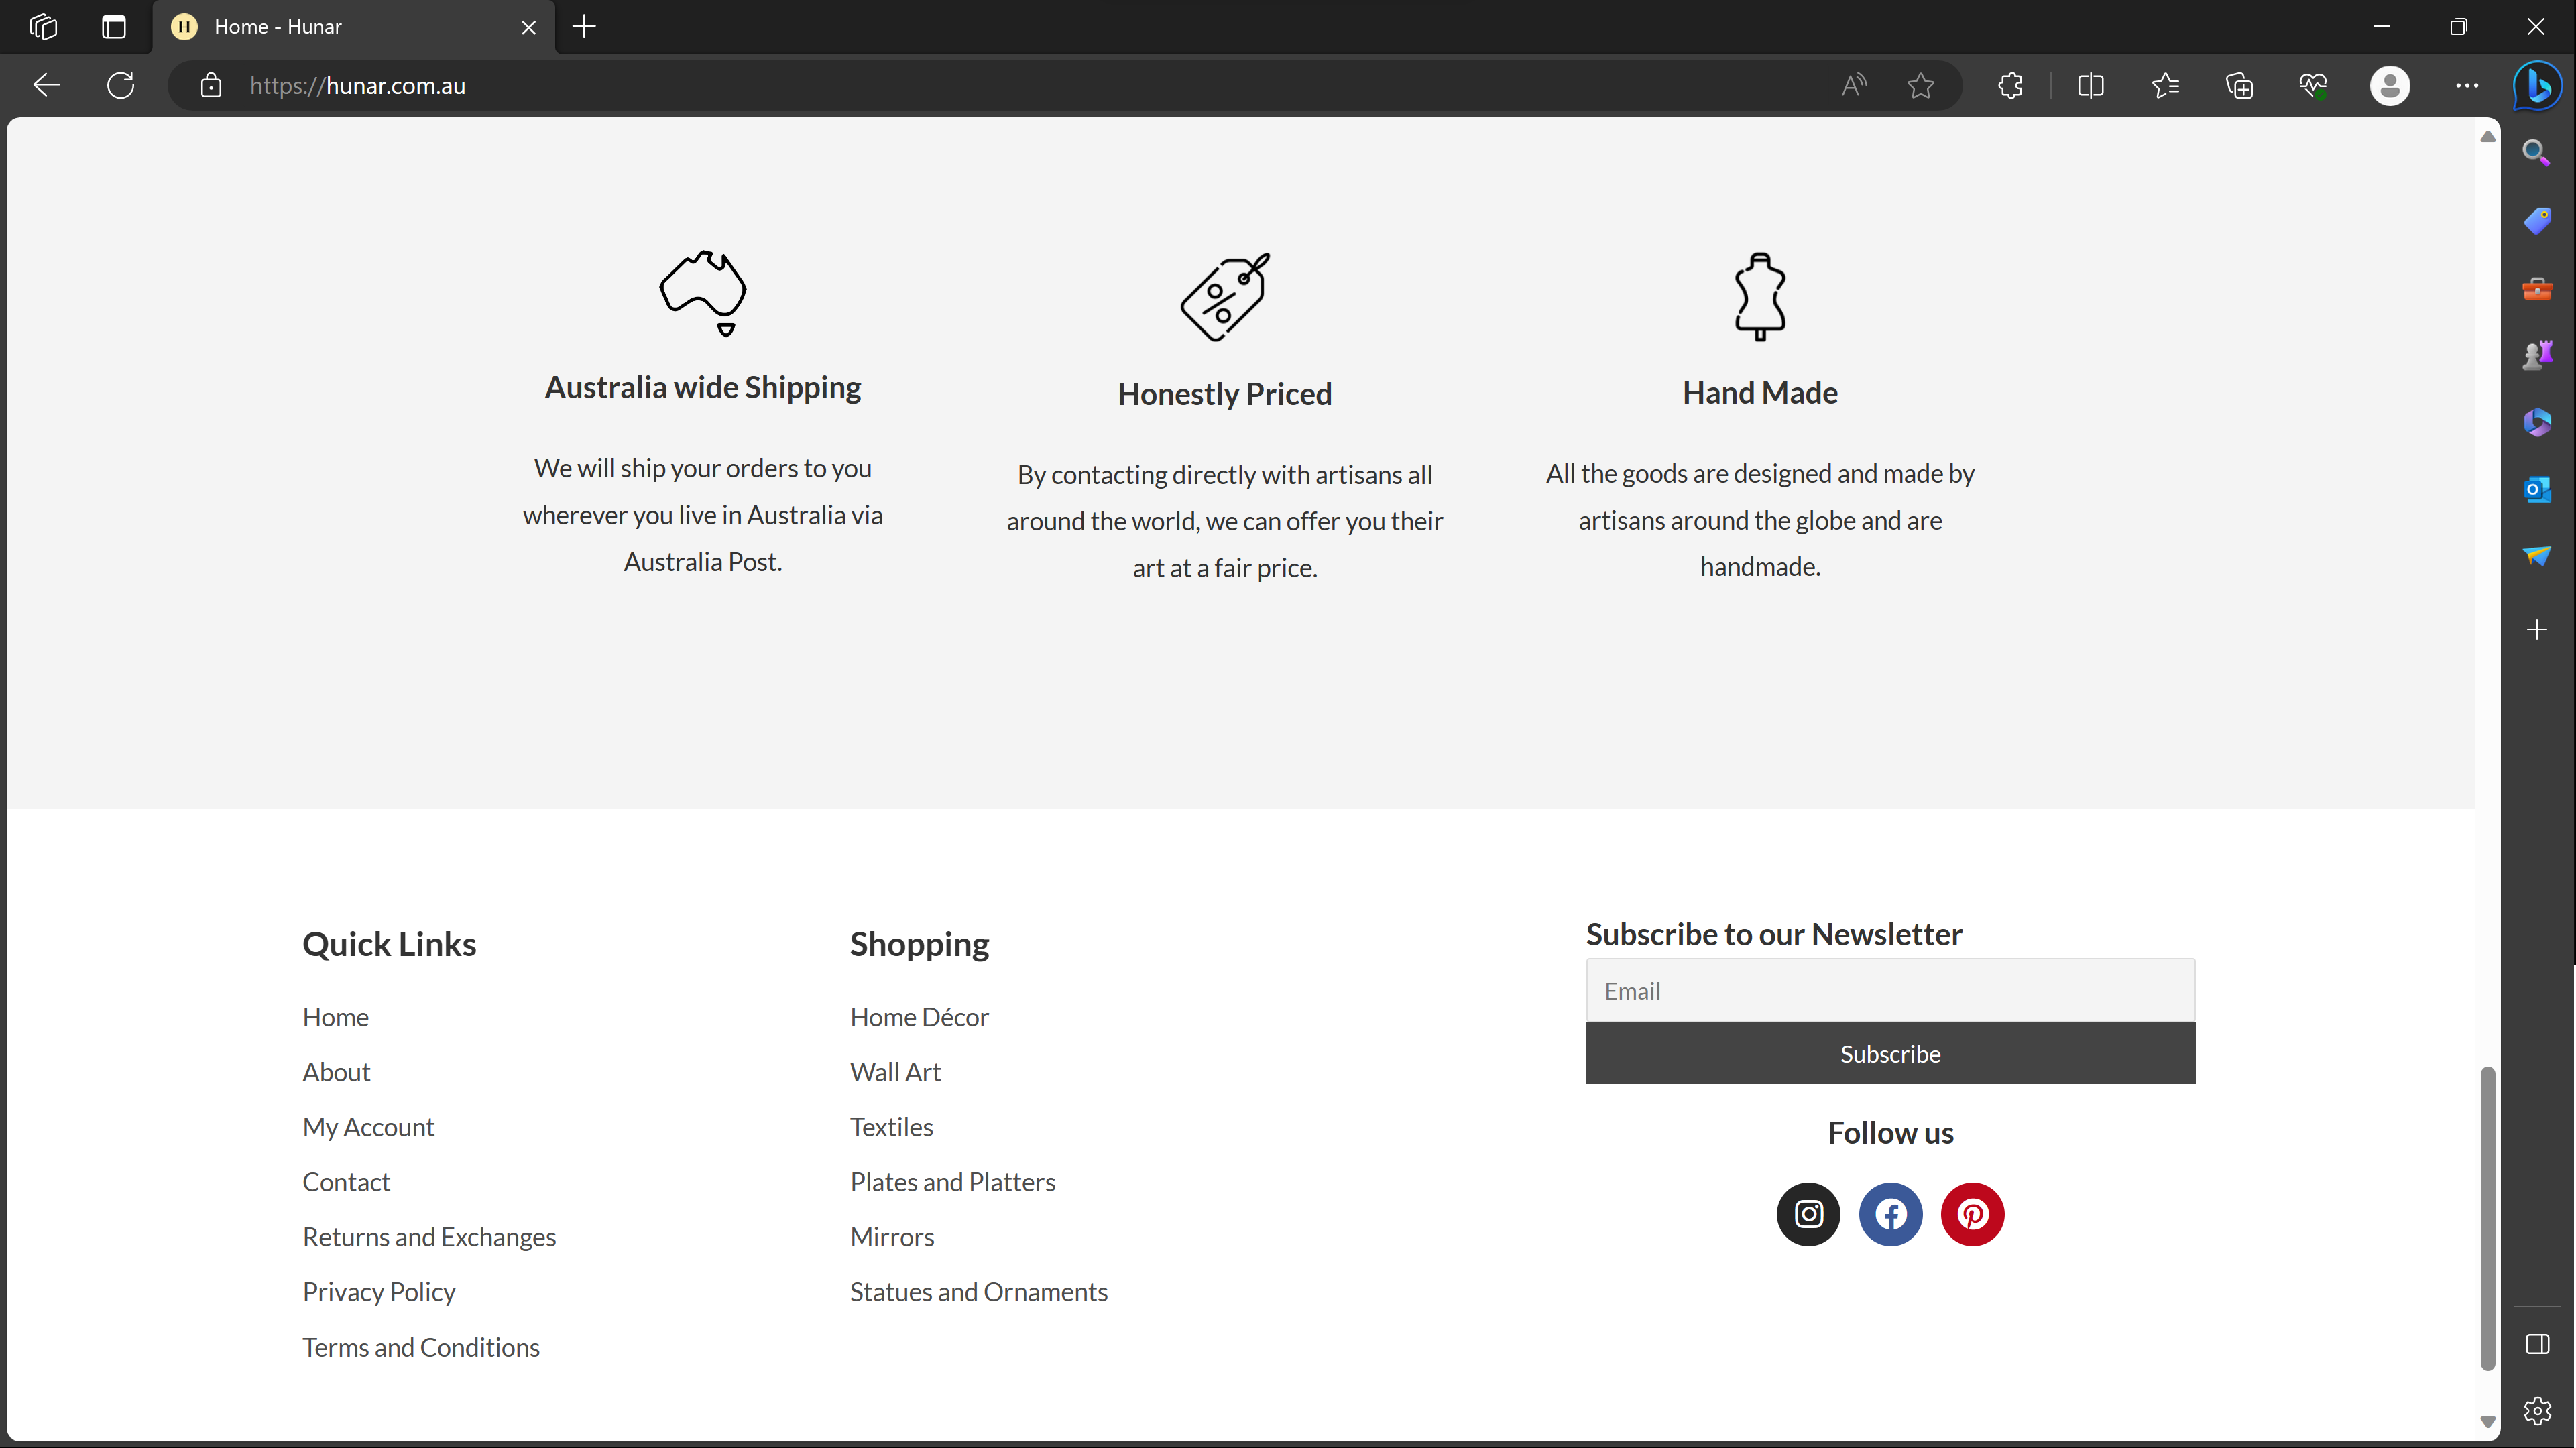 Home - Hunar
https://hunar.com.au
Australia wide Shipping
We will ship your orders to you
wherever you live in Australia via
Australia Post.
Honestly Priced
By contacting directly with artisans all
around the world, we can offer you their
art at a fair price.
Hand Made
All the goods are designed and made by
artisans around the globe and are
handmade.
Quick Links
Home
About
My Account
Contact
Returns and Exchanges
Privacy Policy
Terms and Conditions
Shopping
Home Décor
Wall Art
Textiles
Plates and Platters
Mirrors
Statues and Ornaments
Subscribe to our Newsletter
Email
Subscribe
Follow us